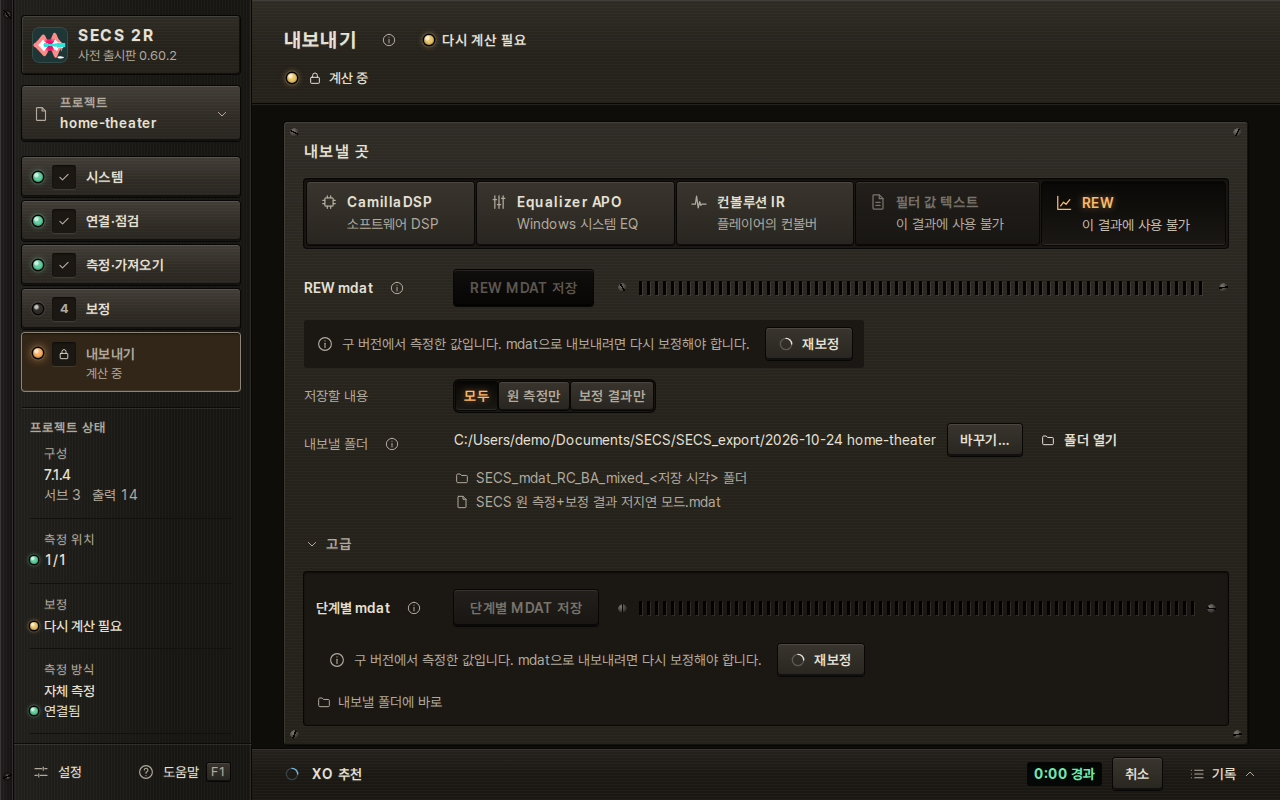 SECS 2R
사전 출시판 0.60.2
프로젝트
home-theater
시스템
연결·점검
측정·가져오기
4 보정
내보내기
계산 중
프로젝트 상태
구성
7.1.4
서브 3 출력 14
측정 위치
1/1
보정
다시 계산 필요
측정 방식
자체 측정
연결됨
설정
도움말 F1
내보내기
다시 계산 필요
계산 중
내보낼 곳
CamillaDSP
소프트웨어 DSP
Equalizer APO
Windows 시스템 EQ
컨볼루션 IR
플레이어의 컨볼버
필터 값 텍스트
이 결과에 사용 불가
REW
이 결과에 사용 불가
REW mdat
REW MDAT 저장
구 버전에서 측정한 값입니다. mdat으로 내보내려면 다시 보정해야 합니다.
재보정
저장할 내용
모두 원 측정만 보정 결과만
내보낼 폴더
C:/Users/demo/Documents/SECS/SECS_export/2026-10-24 home-theater
바꾸기...
폴더 열기
SECS_mdat_RC_BA_mixed_<저장 시각> 폴더
SECS 원 측정+보정 결과 저지연 모드.mdat
고급
단계별 mdat
단계별 MDAT 저장
구 버전에서 측정한 값입니다. mdat으로 내보내려면 다시 보정해야 합니다.
재보정
내보낼 폴더에 바로
XO 추천
0:00 경과
취소
기록